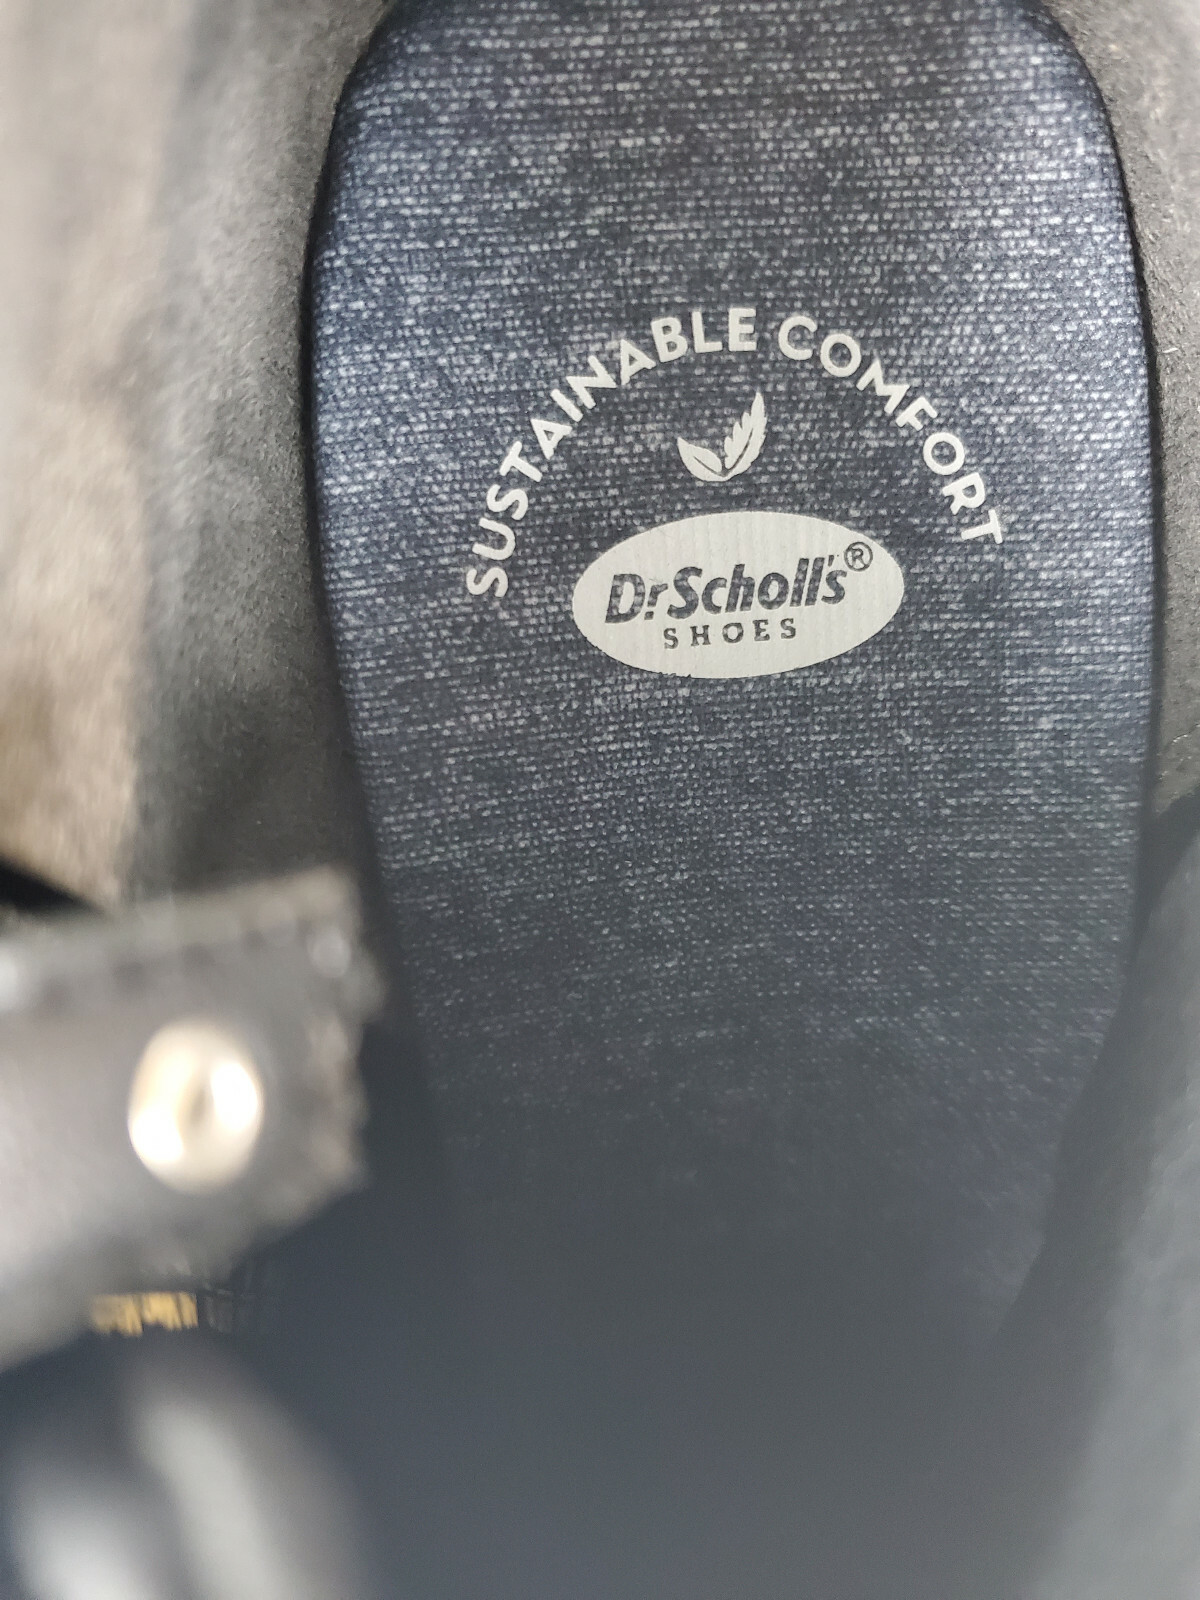 SUSTAINABLE COMFORT
Dr. Scholl's®
SHOES